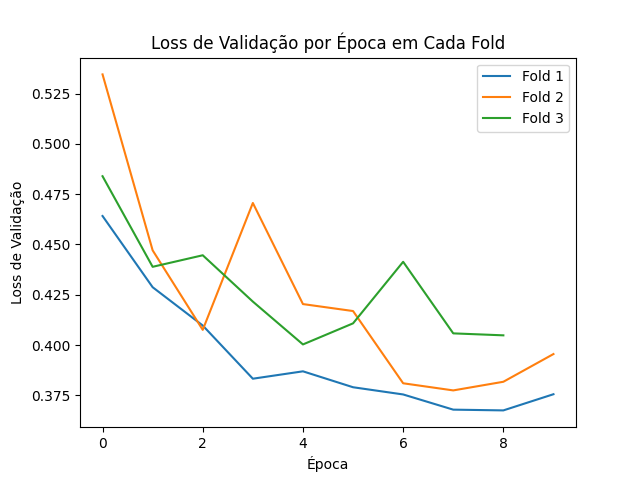 Loss de Validação por Época em Cada Fold
Fold 1
Fold 2
Fold 3
0.525
0.500
0.475
0.450
0.425
0.400
0.375
Loss de Validação
0
2
4
6
8
Época